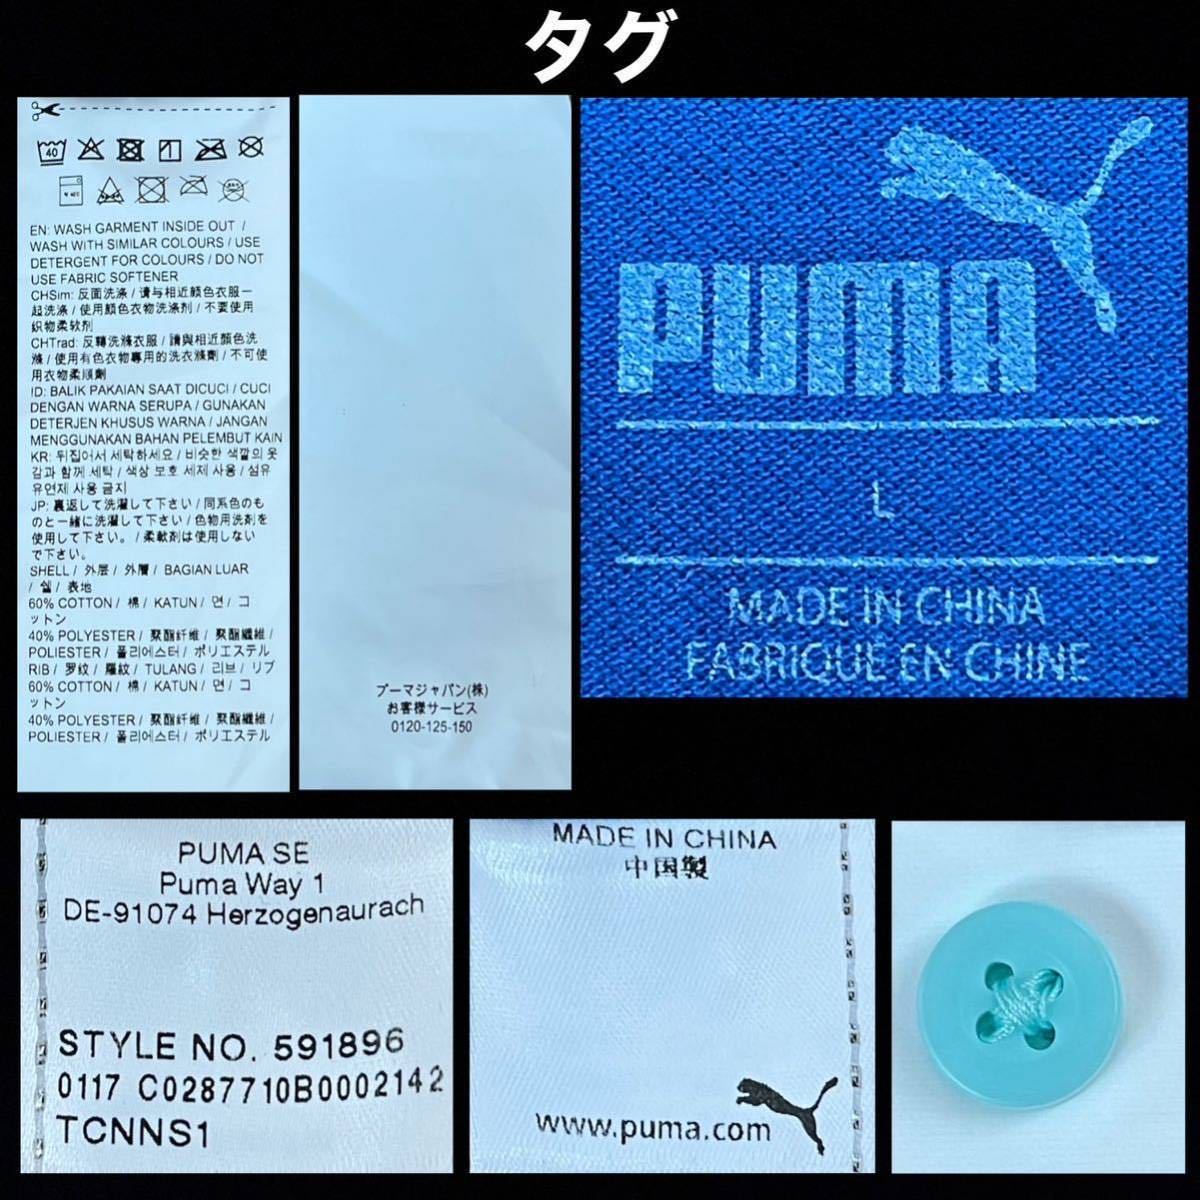 タグ
40
EN: WASH GARMENT INSIDE OUT /
WASH WITH SIMILAR COLOURS / USE
DETERGENT FOR COLOURS / DO NOT
USE FABRIC SOFTENER
CHSim: 反面洗涤 / 请与相近颜色衣服一
起洗涤 / 使用颜色衣物洗涤剂 / 不要使用
织物柔软剂
CHTrad: 反轉洗滌衣服 / 請與相近顏色洗
滌 / 使用有色衣物專用的洗衣滌劑 / 不可使
用衣物柔順劑
ID: BALIK PAKAIAN SAAT DICUCI / CUCI
DENGAN WARNA SERUPA / GUNAKAN
DETERJEN KHUSUS WARNA / JANGAN
MENGGUNAKAN BAHAN PELEMBUT KAIN
KR: 뒤집어서 세탁하세요 / 비슷한 색깔의 옷
감과 함께 세탁 / 색상 보호 세제 사용 / 섬유
유연제 사용 금지
JP: 裏返して洗濯して下さい / 同系色のも
のと一緒に洗濯して下さい / 色物用洗剤を
使用して下さい。 / 柔軟剤は使用しない
で下さい。
SHELL / 外层 / 外層 / BAGIAN LUAR
/ 쉘 / 表地
60% COTTON / 棉 / KATUN / 면 / コ
ットン
40% POLYESTER / 聚酯纤维 / 聚酯纖維 /
POLIESTER / 폴리에스터 / ポリエステル
RIB / 罗纹 / 羅紋 / TULANG / 리브 / リブ
60% COTTON / 棉 / KATUN / 면 / コ
ットン
40% POLYESTER / 聚酯纤维 / 聚酯纖維 /
POLIESTER / 폴리에스터 / ポリエステル
プーマジャパン(株)
お客様サービス
0120-125-150
PUMA
L
MADE IN CHINA
FABRIQUÉ EN CHINE
PUMA SE
Puma Way 1
DE-91074 Herzogenaurach
STYLE NO. 591896
0117 C0287710B0002142
TCNNS1
MADE IN CHINA
中国製
www.puma.com